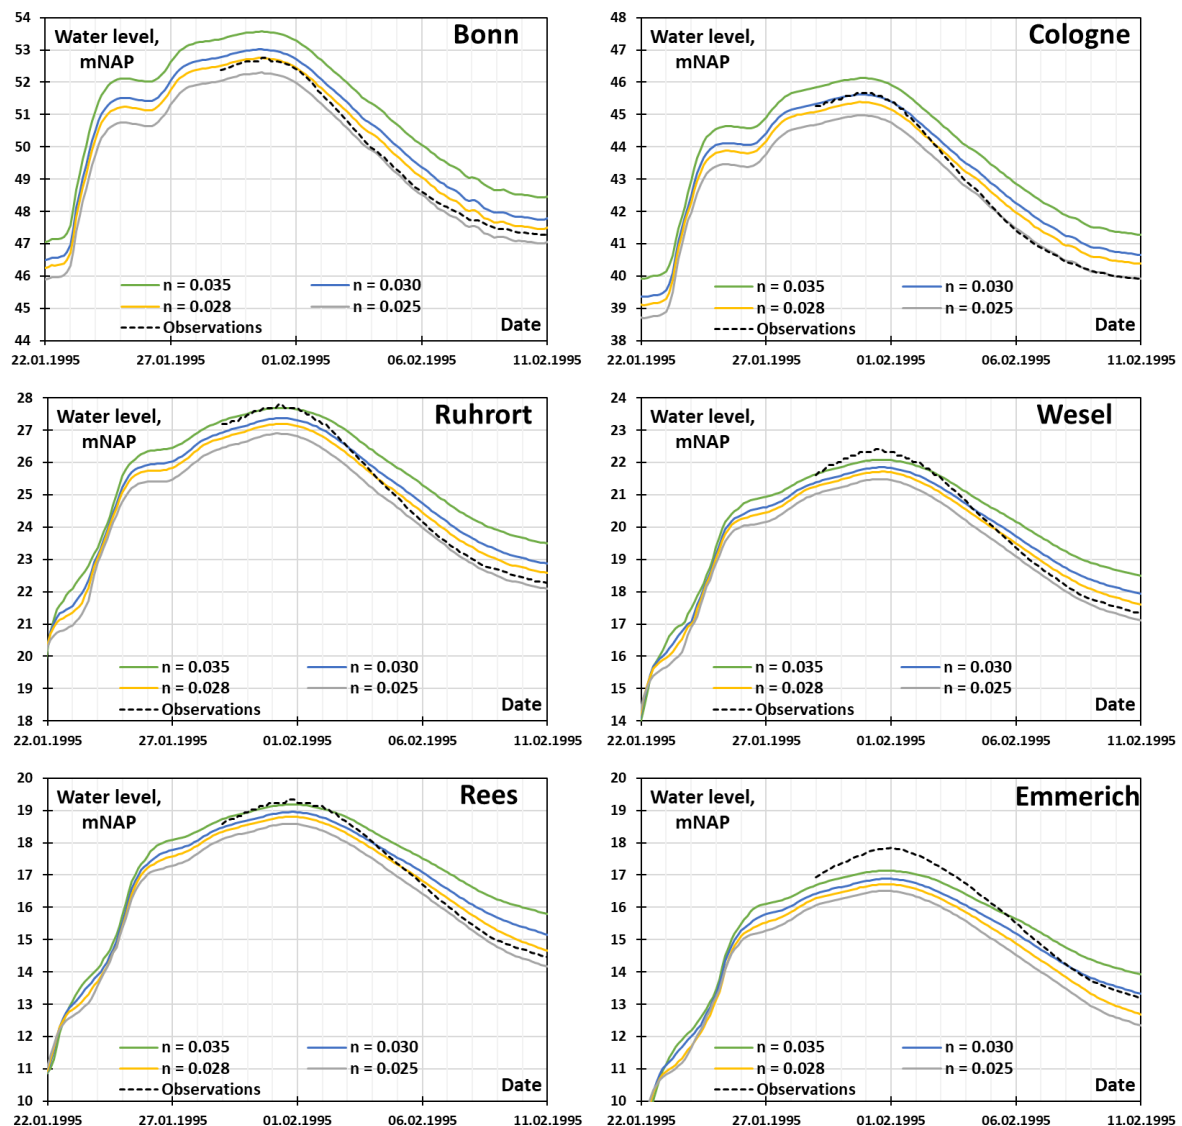 Bonn
Water level,
mNAP
54
53
52
51
50
49
48
47
46
45
44
n = 0.035
n = 0.030
n = 0.028
n = 0.025
Observations
Date
22.01.1995
27.01.1995
01.02.1995
06.02.1995
11.02.1995
Cologne
Water level,
mNAP
48
47
46
45
44
43
42
41
40
39
38
n = 0.035
n = 0.030
n = 0.028
n = 0.025
Observations
Date
22.01.1995
27.01.1995
01.02.1995
06.02.1995
11.02.1995
Ruhrort
Water level,
mNAP
28
27
26
25
24
23
22
21
20
19
18
n = 0.035
n = 0.030
n = 0.028
n = 0.025
Observations
Date
22.01.1995
27.01.1995
01.02.1995
06.02.1995
11.02.1995
Wesel
Water level,
mNAP
24
23
22
21
20
19
18
17
16
15
14
n = 0.035
n = 0.030
n = 0.028
n = 0.025
Observations
Date
22.01.1995
27.01.1995
01.02.1995
06.02.1995
11.02.1995
Rees
Water level,
mNAP
20
19
18
17
16
15
14
13
12
11
10
n = 0.035
n = 0.030
n = 0.028
n = 0.025
Observations
Date
22.01.1995
27.01.1995
01.02.1995
06.02.1995
11.02.1995
Emmerich
Water level,
mNAP
20
19
18
17
16
15
14
13
12
11
10
n = 0.035
n = 0.030
n = 0.028
n = 0.025
Observations
Date
22.01.1995
27.01.1995
01.02.1995
06.02.1995
11.02.1995